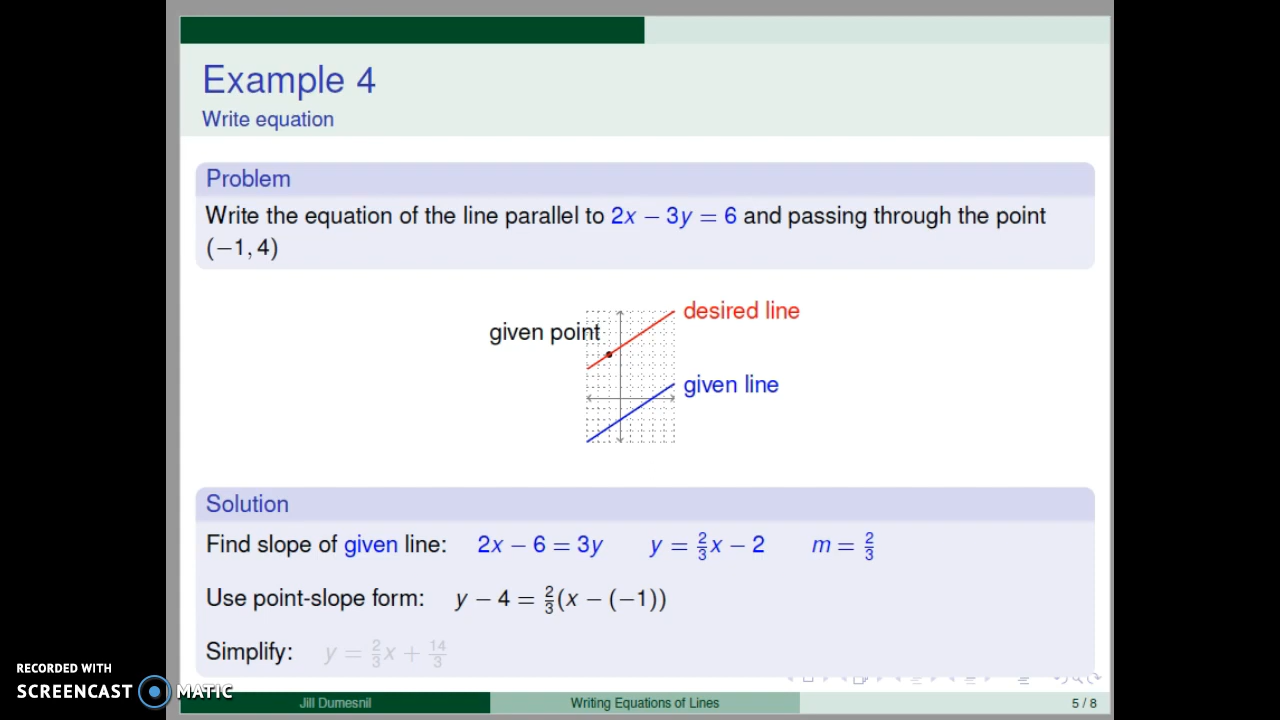 Example 4
Write equation
Problem
Write the equation of the line parallel to 2x − 3y = 6 and passing through the point
(−1, 4)
desired line
given point
given line
Solution
Find slope of given line: 2x − 6 = 3y y = 2/3x − 2 m = 2/3
Use point-slope form: y − 4 = 2/3(x − (−1))
Simplify: y = 2/3x + 14/3
RECORDED WITH
SCREENCAST MATIC
Jill Dumesnil Writing Equations of Lines 5 / 8